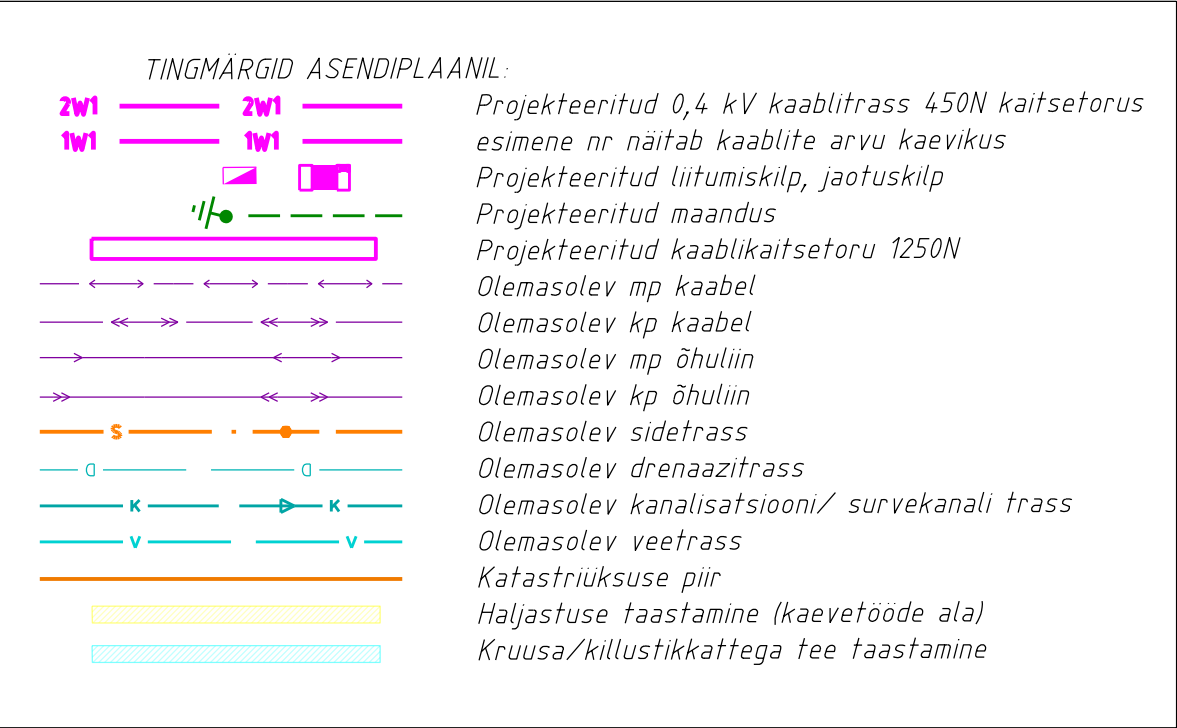 TINGMÄRGID ASENDIPLAANIL:
2W1 2W1 Projekteeritud 0,4 kV kaablitrass 450N kaitsetorus
1W1 1W1 esimene nr näitab kaablite arvu kaevikus
Projekteeritud liitumiskilp, jaotuskilp
Projekteeritud maandus
Projekteeritud kaablikaitsetoru 1250N
Olemasolev mp kaabel
Olemasolev kp kaabel
Olemasolev mp õhuliin
Olemasolev kp õhuliin
S Olemasolev sidetrass
D D Olemasolev drenaazitrass
K K Olemasolev kanalisatsiooni/ survekanali trass
V V Olemasolev veetrass
Katastriüksuse piir
Haljastuse taastamine (kaevetööde ala)
Kruusa/killustikkattega tee taastamine